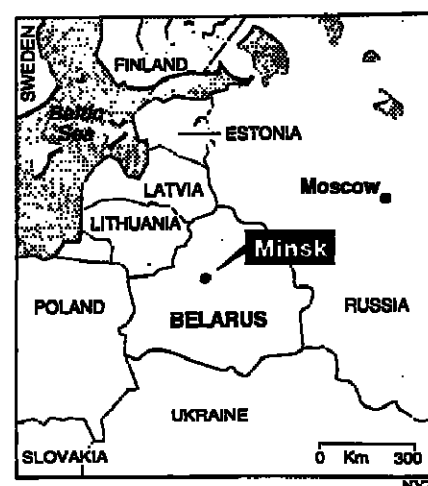 SWEDEN
FINLAND
Baltic
Sea
ESTONIA
LATVIA
Moscow
LITHUANIA
Minsk
POLAND
BELARUS
RUSSIA
UKRAINE
SLOVAKIA
0 Km 300